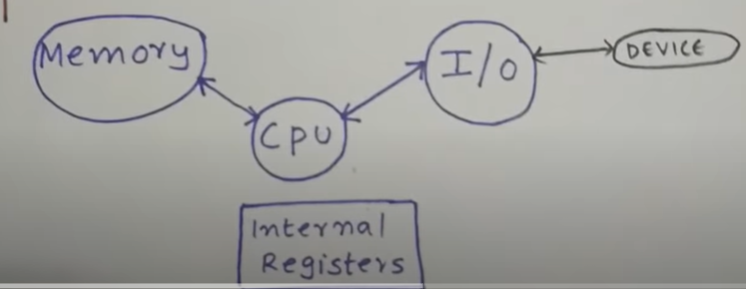 Memory
I/O
DEVICE
Cpu
Internal
Registers